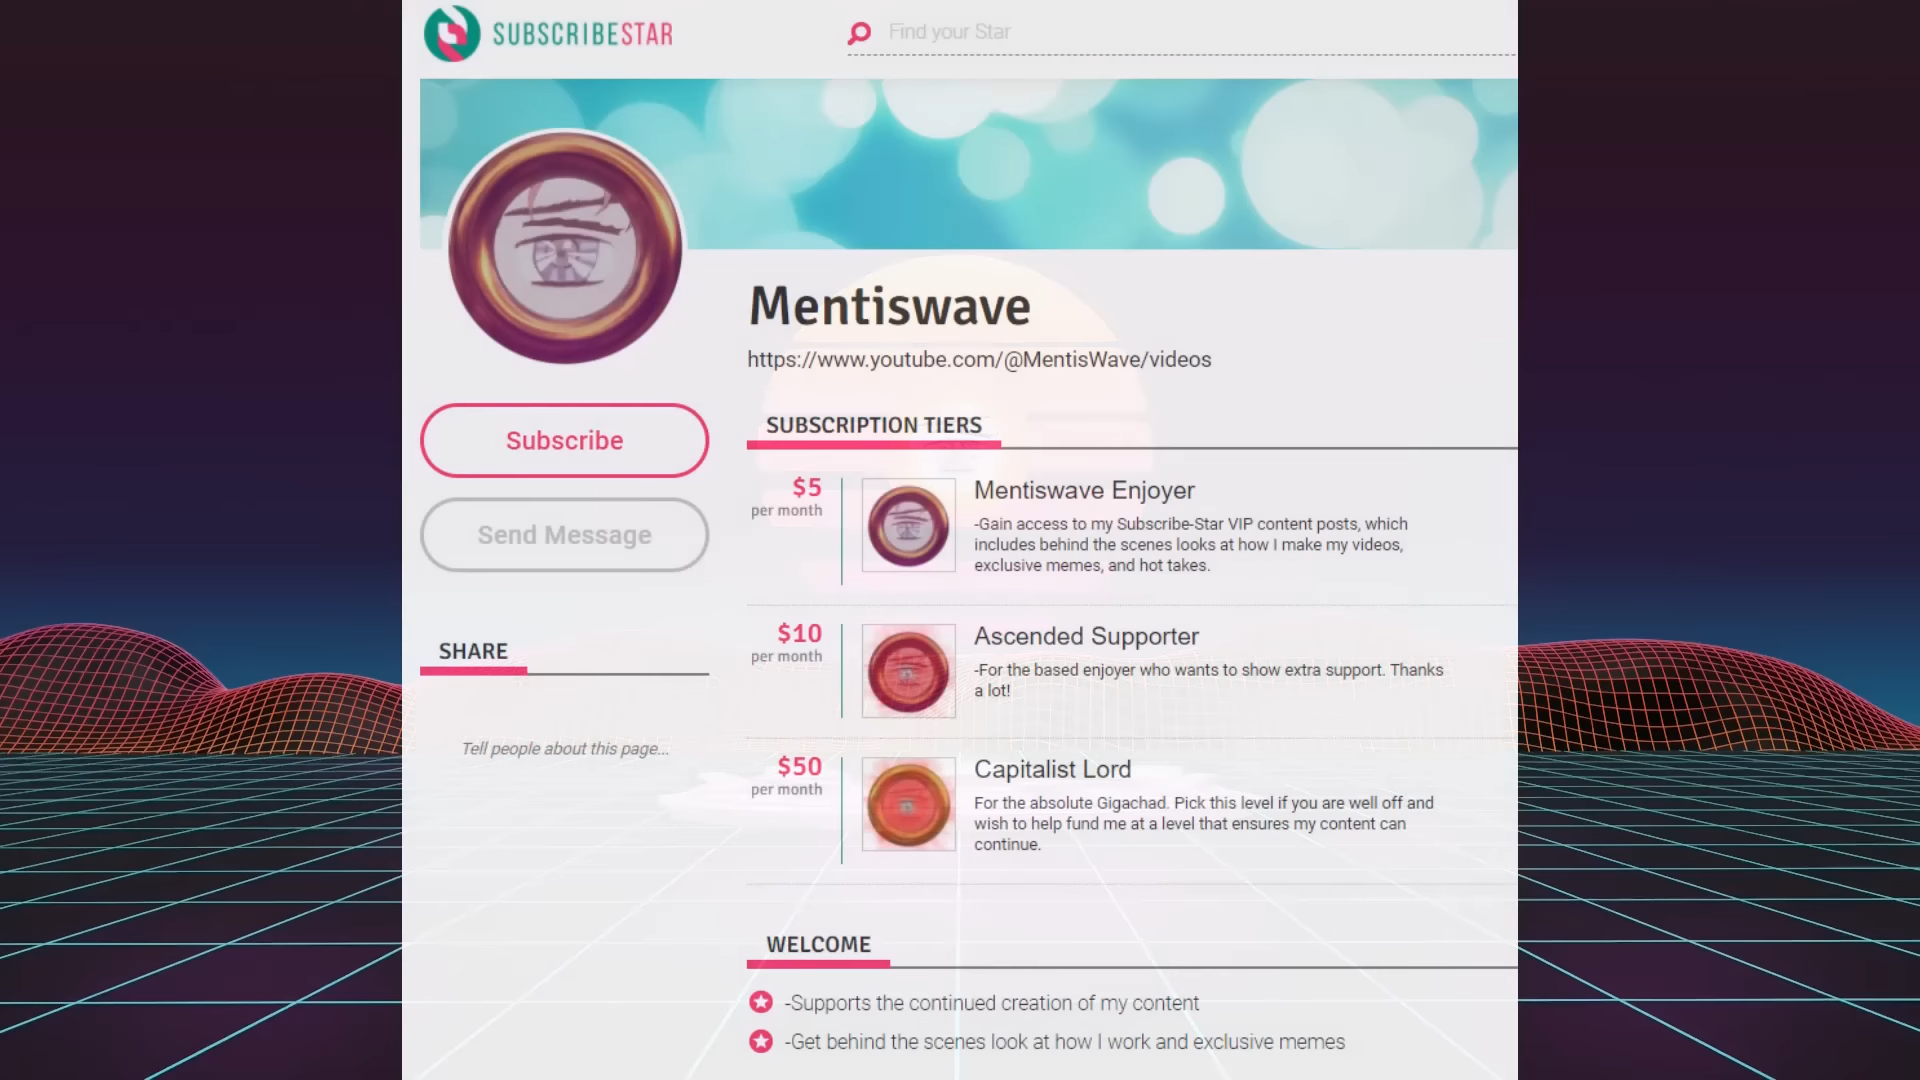 SUBSCRIBESTAR
Find your Star
Mentiswave
https://www.youtube.com/@MentisWave/videos
Subscribe
Send Message
SHARE
Tell people about this page...
SUBSCRIPTION TIERS
$5
per month
Mentiswave Enjoyer
-Gain access to my Subscribe-Star VIP content posts, which
includes behind the scenes looks at how I make my videos,
exclusive memes, and hot takes.
$10
per month
Ascended Supporter
-For the based enjoyer who wants to show extra support. Thanks
a lot!
$50
per month
Capitalist Lord
For the absolute Gigachad. Pick this level if you are well off and
wish to help fund me at a level that ensures my content can
continue.
WELCOME
-Supports the continued creation of my content
-Get behind the scenes look at how I work and exclusive memes